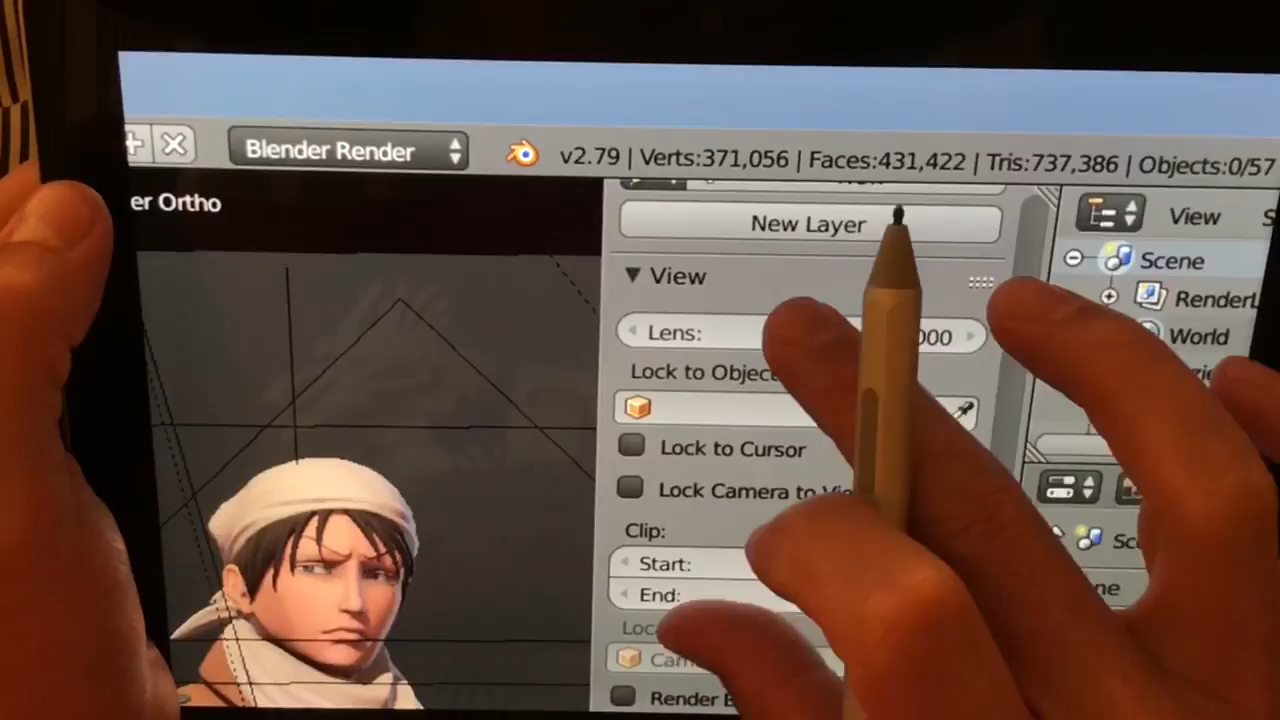 Blender Render
v2.79 | Verts:371,056 | Faces:431,422 | Tris:737,386 | Objects:0/57
er Ortho
New Layer
View
Scene
View
World
Lens:
000
Lock to Object
Lock to Cursor
Lock Camera to
Clip:
Start:
End:
Render